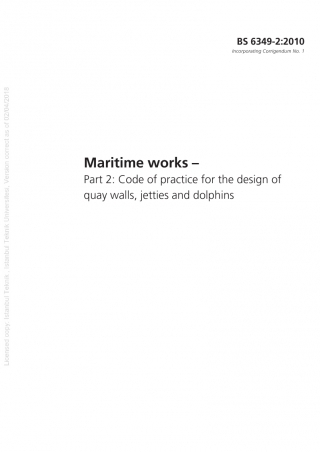 BS 6349-2:2010
Incorporating Corrigendum No. 1
Licensed copy: Istanbul Teknik , Istanbul Teknik Universitesi, Version correct as of 02/04/2016
Maritime works –
Part 2: Code of practice for the design of
quay walls, jetties and dolphins